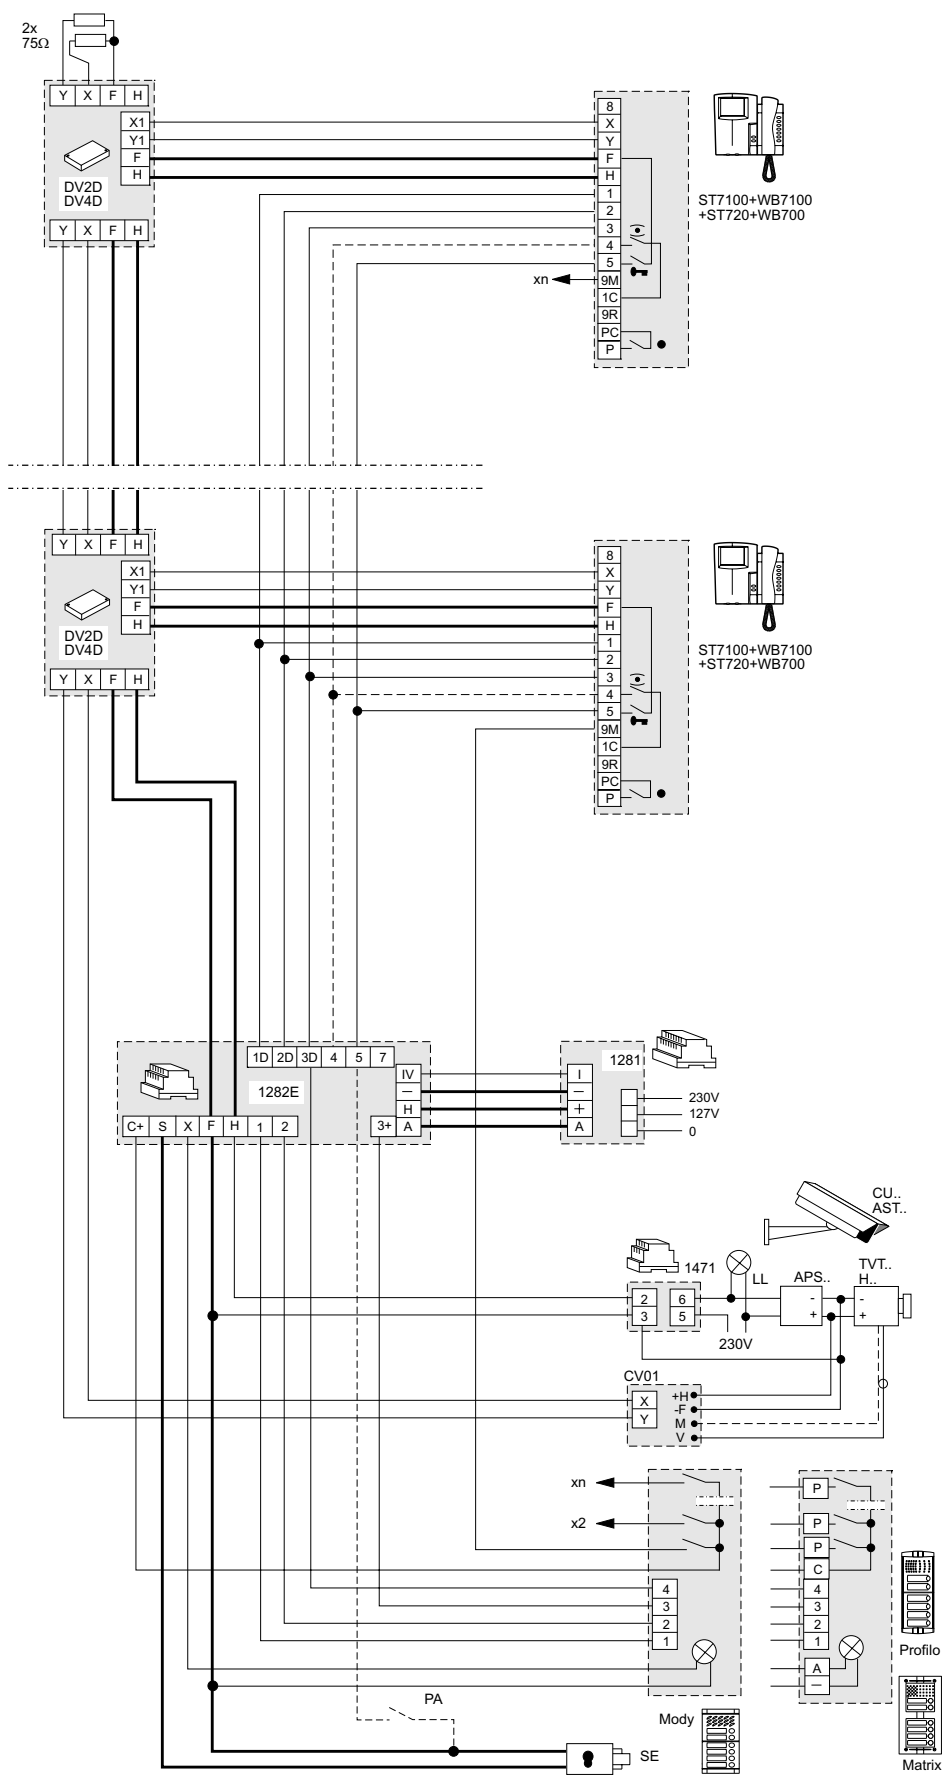 2x
75Ω
Y X F H
X1
Y1
F
H
DV2D
DV4D
Y X F H
8
X
Y
F
H
1
2
3
4
5
9M
1C
9R
PC
P
xn
ST7100+WB7100
+ST720+WB700
Y X F H
X1
Y1
F
H
DV2D
DV4D
Y X F H
8
X
Y
F
H
1
2
3
4
5
9M
1C
9R
PC
P
ST7100+WB7100
+ST720+WB700
1D 2D 3D 4 5 7
1282E
IV
—
H
3+ A
C+ S X F H 1 2
1281
I
—
+
A
230V
127V
0
CU..
AST..
1471
2 6
3 5
LL
230V
APS..
-
+
TVT..
H..
-
+
CV01
X
Y
+H
-F
M
V
xn
x2
4
3
2
1
P
P
P
C
4
3
2
1
A
—
Profilo
Mody
Matrix
PA
SE